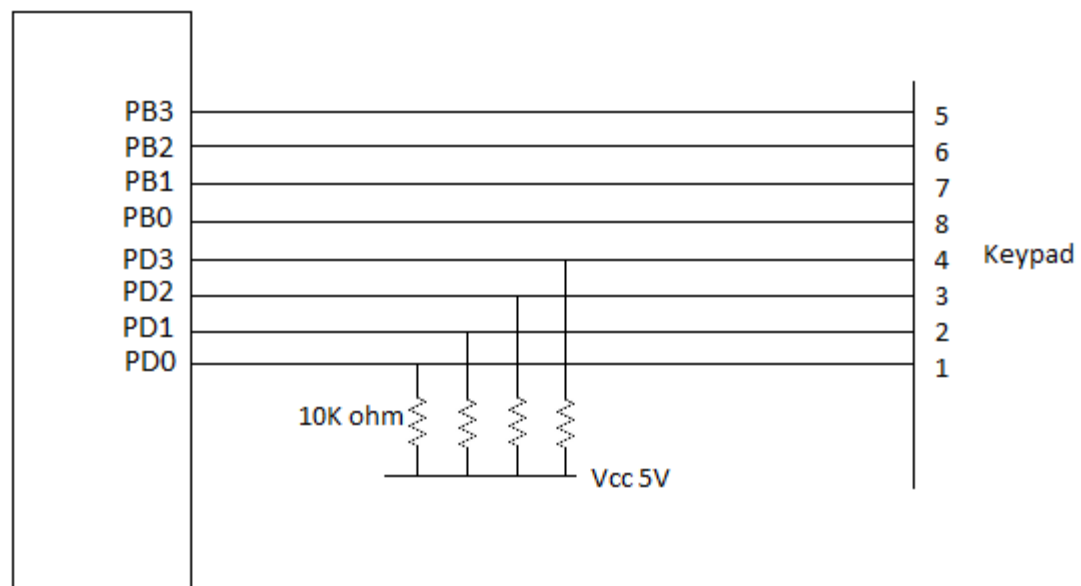 PB3 5
PB2 6
PB1 7
PB0 8
PD3 4 Keypad
PD2 3
PD1 2
PD0 1
10K ohm
Vcc 5V